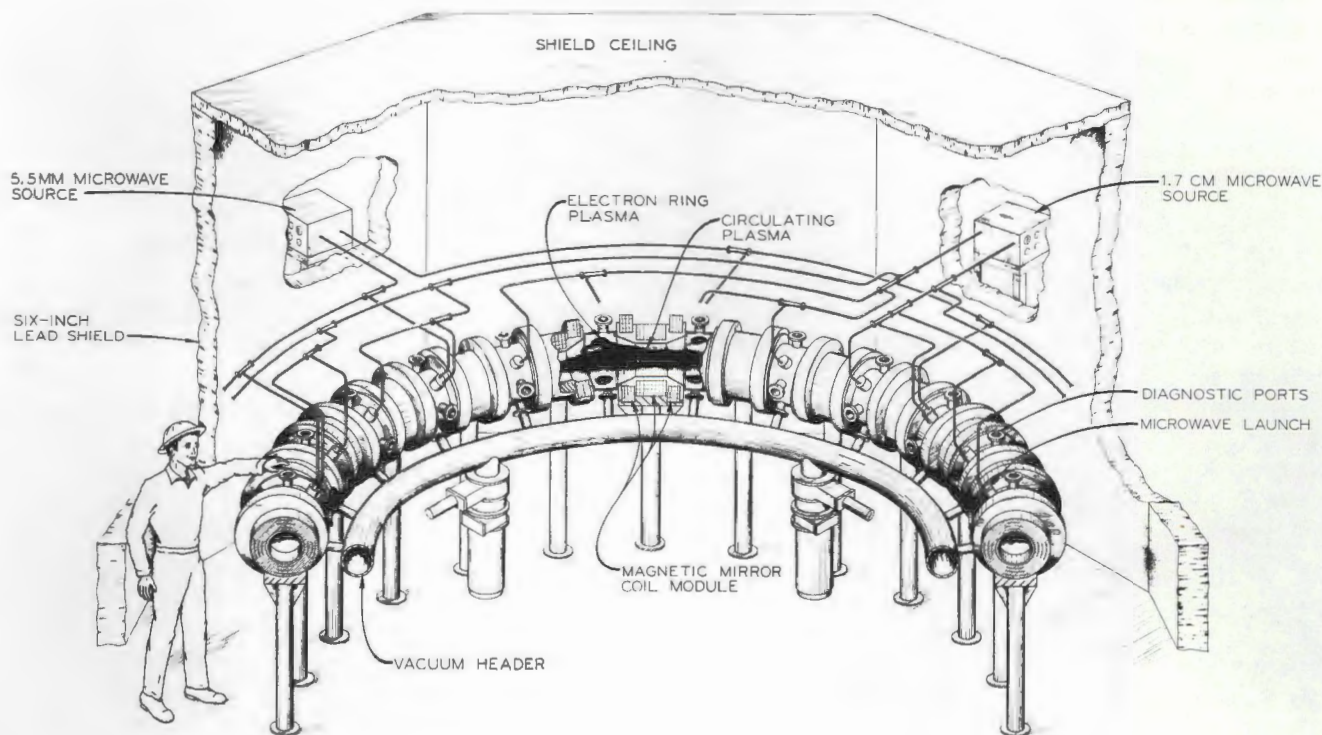 SHIELD CEILING
5.5MM MICROWAVE
SOURCE
ELECTRON RING
PLASMA
CIRCULATING
PLASMA
1.7 CM MICROWAVE
SOURCE
SIX-INCH
LEAD SHIELD
DIAGNOSTIC PORTS
MICROWAVE LAUNCH
MAGNETIC MIRROR
COIL MODULE
VACUUM HEADER